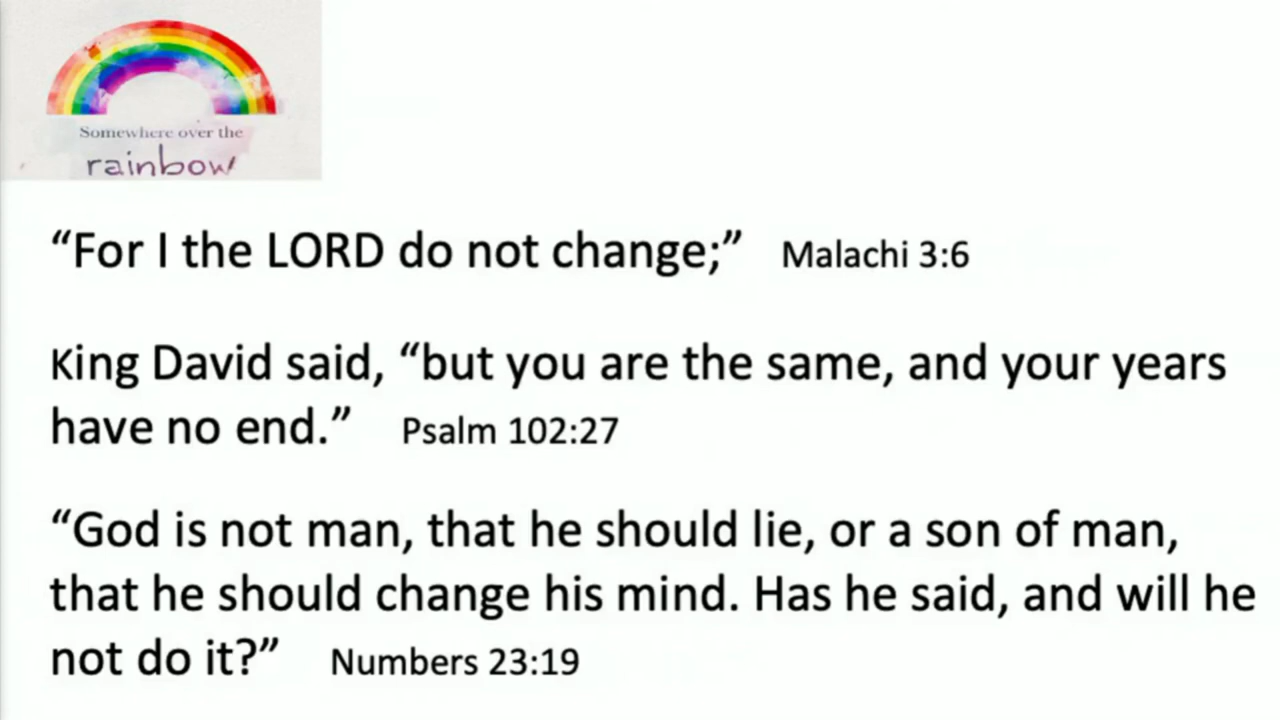 Somewhere over the
rainbow
“For I the LORD do not change;” Malachi 3:6
King David said, “but you are the same, and your years
have no end.” Psalm 102:27
“God is not man, that he should lie, or a son of man,
that he should change his mind. Has he said, and will he
not do it?” Numbers 23:19